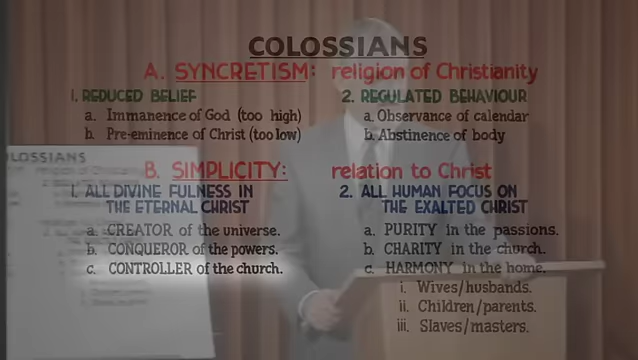 COLOSSIANS
A. SYNCRETISM: religion of Christianity
1. REDUCED BELIEF
a. Immanence of God (too high)
b. Pre-eminence of Christ (too low)
2. REGULATED BEHAVIOUR
a. Observance of calendar
b. Abstinence of body
B. SIMPLICITY: relation to Christ
1. ALL DIVINE FULNESS IN
THE ETERNAL CHRIST
a. CREATOR of the universe.
b. CONQUEROR of the powers.
c. CONTROLLER of the church.
2. ALL HUMAN FOCUS ON
THE EXALTED CHRIST
a. PURITY in the passions.
b. CHARITY in the church.
c. HARMONY in the home.
i. Wives/husbands.
ii. Children/parents.
iii. Slaves/masters.
LOSSIANS